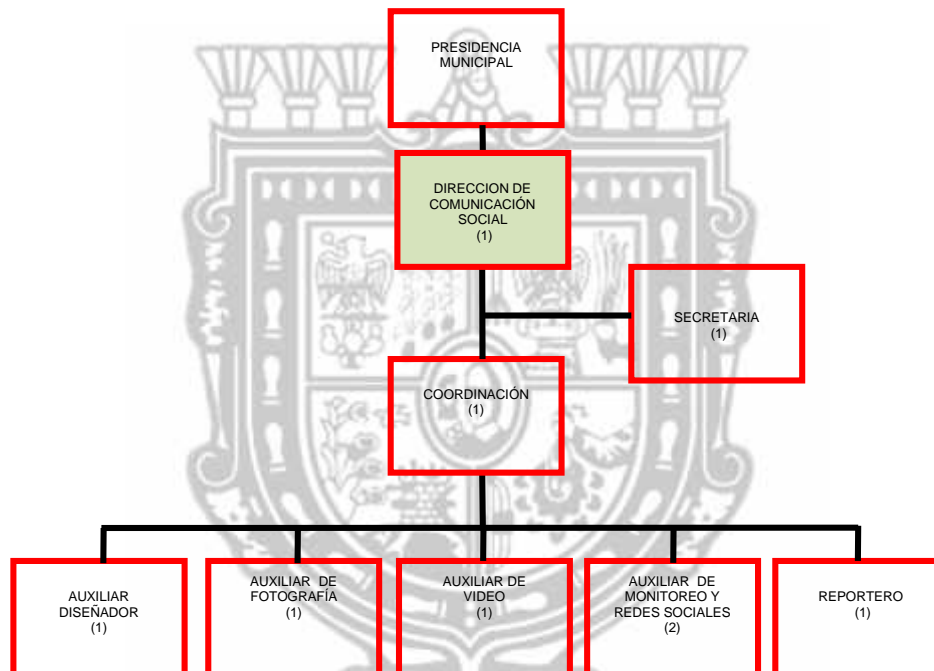 PRESIDENCIA
MUNICIPAL
DIRECCION DE
COMUNICACIÓN
SOCIAL
(1)
SECRETARIA
(1)
COORDINACIÓN
(1)
AUXILIAR
DISEÑADOR
(1)
AUXILIAR DE
FOTOGRAFÍA
(1)
AUXILIAR DE
VIDEO
(1)
AUXILIAR DE
MONITOREO Y
REDES SOCIALES
(2)
REPORTERO
(1)